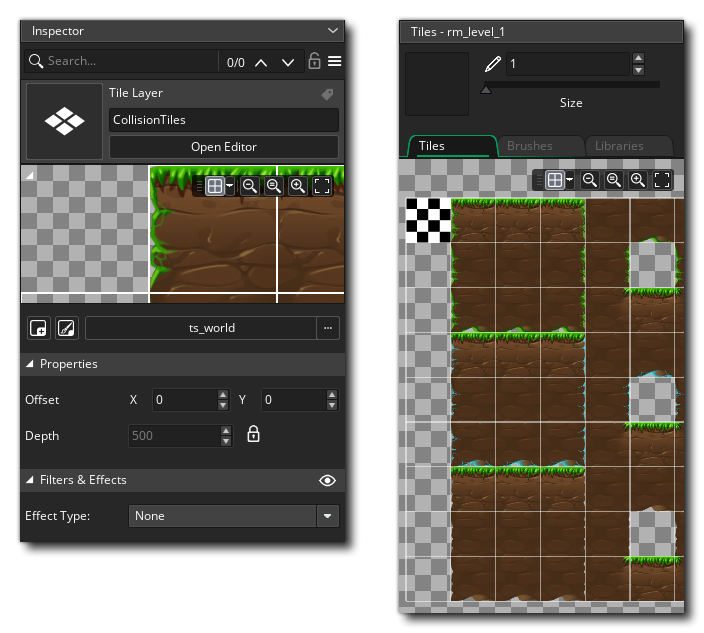 Inspector
Search...
0/0
Tile Layer
CollisionTiles
Open Editor
ts_world
...
Properties
Offset X 0 Y 0
Depth 500
Filters & Effects
Effect Type: None
Tiles - rm_level_1
1
Size
Tiles Brushes Libraries